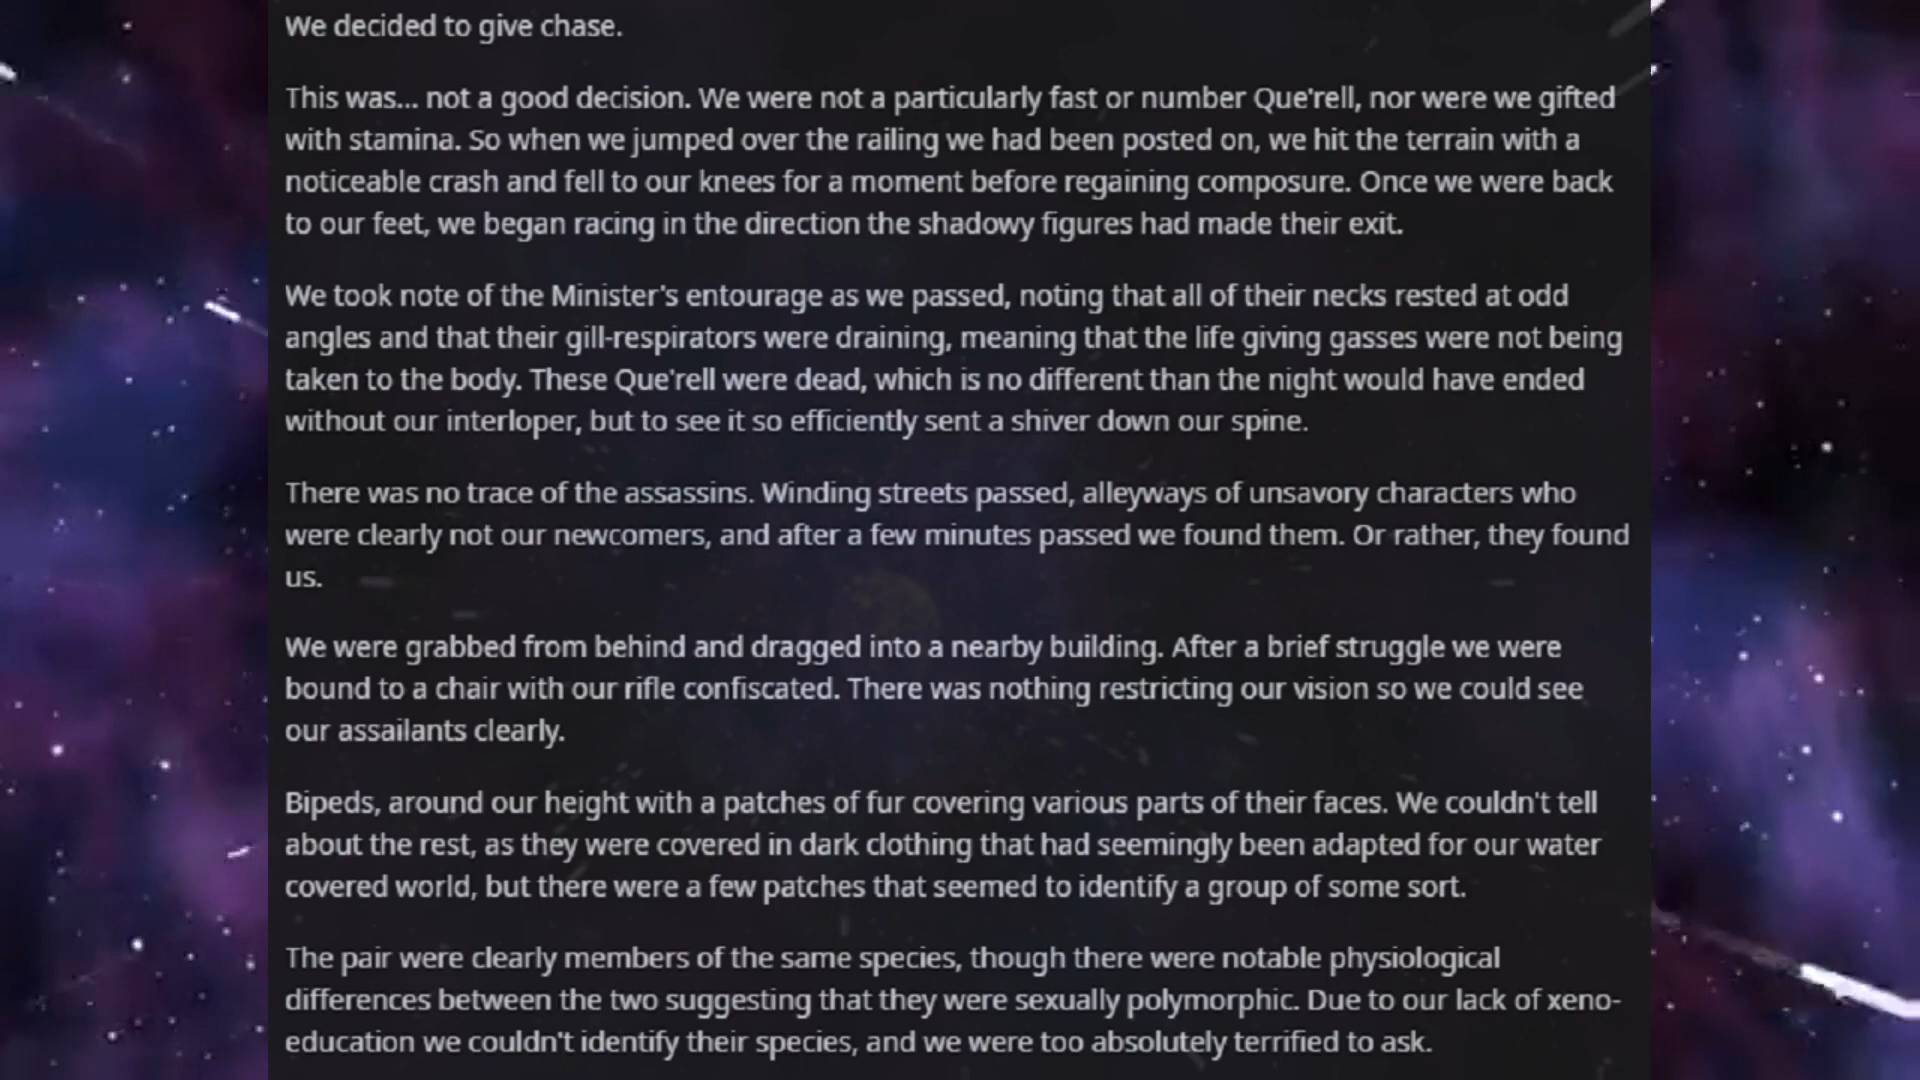 We decided to give chase.
This was... not a good decision. We were not a particularly fast or number Que'rell, nor were we gifted
with stamina. So when we jumped over the railing we had been posted on, we hit the terrain with a
noticeable crash and fell to our knees for a moment before regaining composure. Once we were back
to our feet, we began racing in the direction the shadowy figures had made their exit.
We took note of the Minister's entourage as we passed, noting that all of their necks rested at odd
angles and that their gill-respirators were draining, meaning that the life giving gasses were not being
taken to the body. These Que'rell were dead, which is no different than the night would have ended
without our interloper, but to see it so efficiently sent a shiver down our spine.
There was no trace of the assassins. Winding streets passed, alleyways of unsavory characters who
were clearly not our newcomers, and after a few minutes passed we found them. Or rather, they found
us.
We were grabbed from behind and dragged into a nearby building. After a brief struggle we were
bound to a chair with our rifle confiscated. There was nothing restricting our vision so we could see
our assailants clearly.
Bipeds, around our height with a patches of fur covering various parts of their faces. We couldn't tell
about the rest, as they were covered in dark clothing that had seemingly been adapted for our water
covered world, but there were a few patches that seemed to identify a group of some sort.
The pair were clearly members of the same species, though there were notable physiological
differences between the two suggesting that they were sexually polymorphic. Due to our lack of xeno-
education we couldn't identify their species, and we were too absolutely terrified to ask.